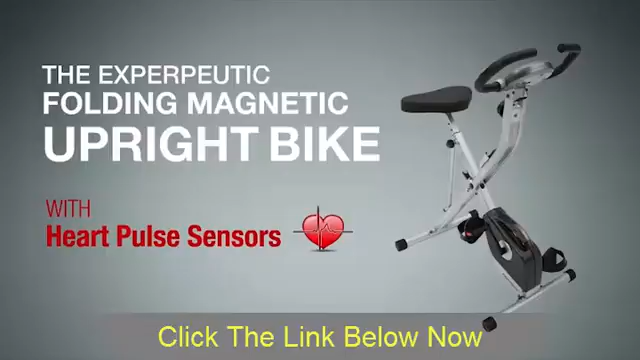 THE EXPERPEUTIC
FOLDING MAGNETIC
UPRIGHT BIKE
WITH
Heart Pulse Sensors
Click The Link Below Now